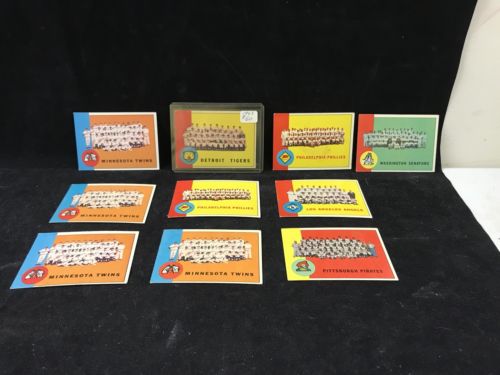 MINNESOTA TWINS
DETROIT TIGERS
PHILADELPHIA PHILLIES
WASHINGTON SENATORS
MINNESOTA TWINS
PHILADELPHIA PHILLIES
LOS ANGELES ANGELS
MINNESOTA TWINS
MINNESOTA TWINS
PITTSBURGH PIRATES